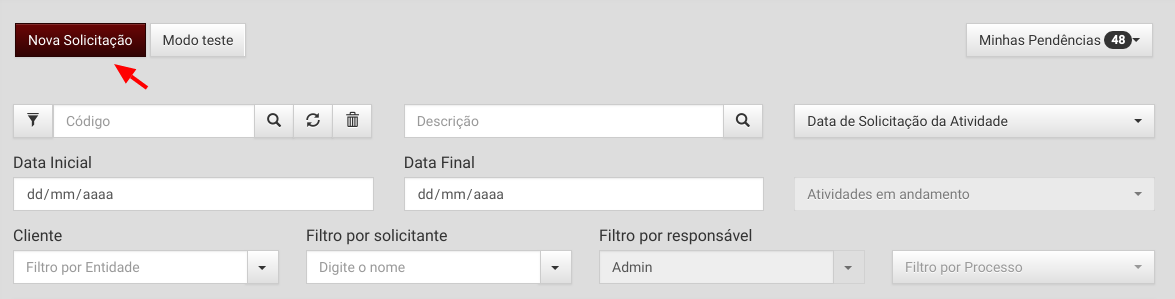 Nova Solicitação Modo teste Minhas Pendências 48
Código Descrição Data de Solicitação da Atividade
Data Inicial Data Final
dd/mm/aaaa dd/mm/aaaa Atividades em andamento
Cliente Filtro por solicitante Filtro por responsável
Filtro por Entidade Digite o nome Admin Filtro por Processo